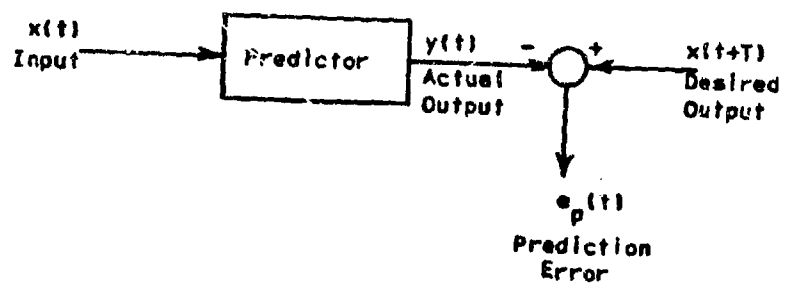 x(t)
Input
Predictor
y(t)
Actual
Output
-
+
x(t+T)
Desired
Output
e_p(t)
Prediction
Error